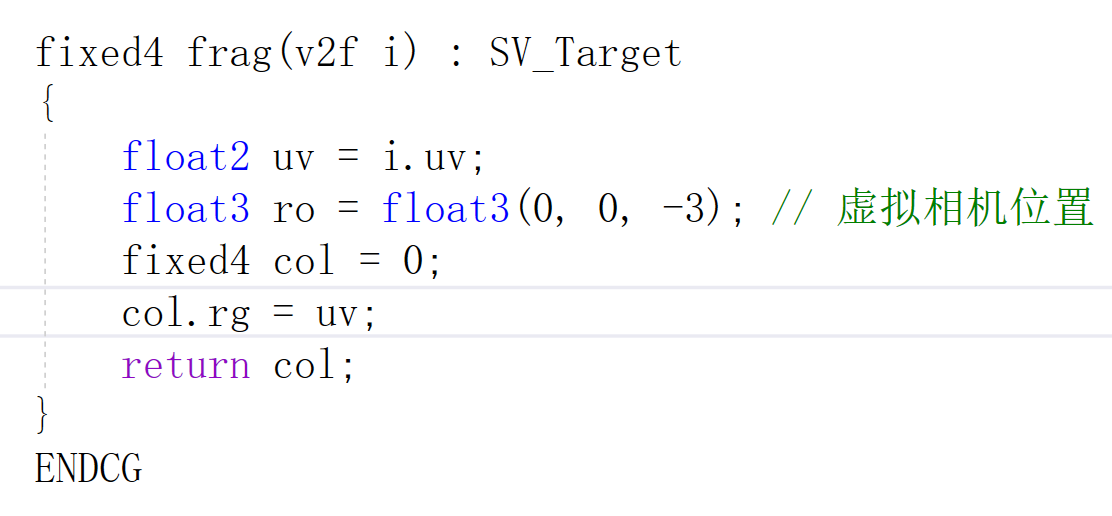 fixed4 frag(v2f i) : SV_Target
{
    float2 uv = i.uv;
    float3 ro = float3(0, 0, -3); // 虚拟相机位置
    fixed4 col = 0;
    col.rg = uv;
    return col;
}
ENDCG